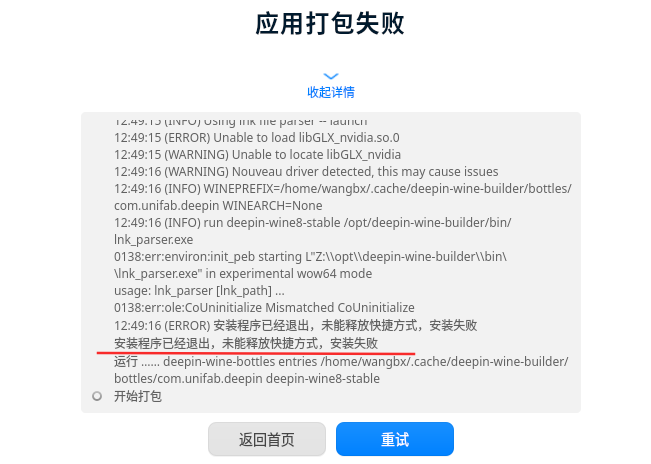 应用打包失败
收起详情
12:49:15 (INFO) Using lnk file parser -- launch
12:49:15 (ERROR) Unable to load libGLX_nvidia.so.0
12:49:15 (WARNING) Unable to locate libGLX_nvidia
12:49:16 (WARNING) Nouveau driver detected, this may cause issues
12:49:16 (INFO) WINEPREFIX=/home/wangbx/.cache/deepin-wine-builder/bottles/
com.unifab.deepin WINEARCH=None
12:49:16 (INFO) run deepin-wine8-stable /opt/deepin-wine-builder/bin/
lnk_parser.exe
0138:err:environ:init_peb starting L"Z:\\opt\\deepin-wine-builder\\bin\
\lnk_parser.exe" in experimental wow64 mode
usage: lnk_parser [lnk_path] ...
0138:err:ole:CoUninitialize Mismatched CoUninitialize
12:49:16 (ERROR) 安装程序已经退出，未能释放快捷方式，安装失败
安装程序已经退出，未能释放快捷方式，安装失败
运行 ...... deepin-wine-bottles entries /home/wangbx/.cache/deepin-wine-builder/
bottles/com.unifab.deepin deepin-wine8-stable
开始打包
返回首页
重试